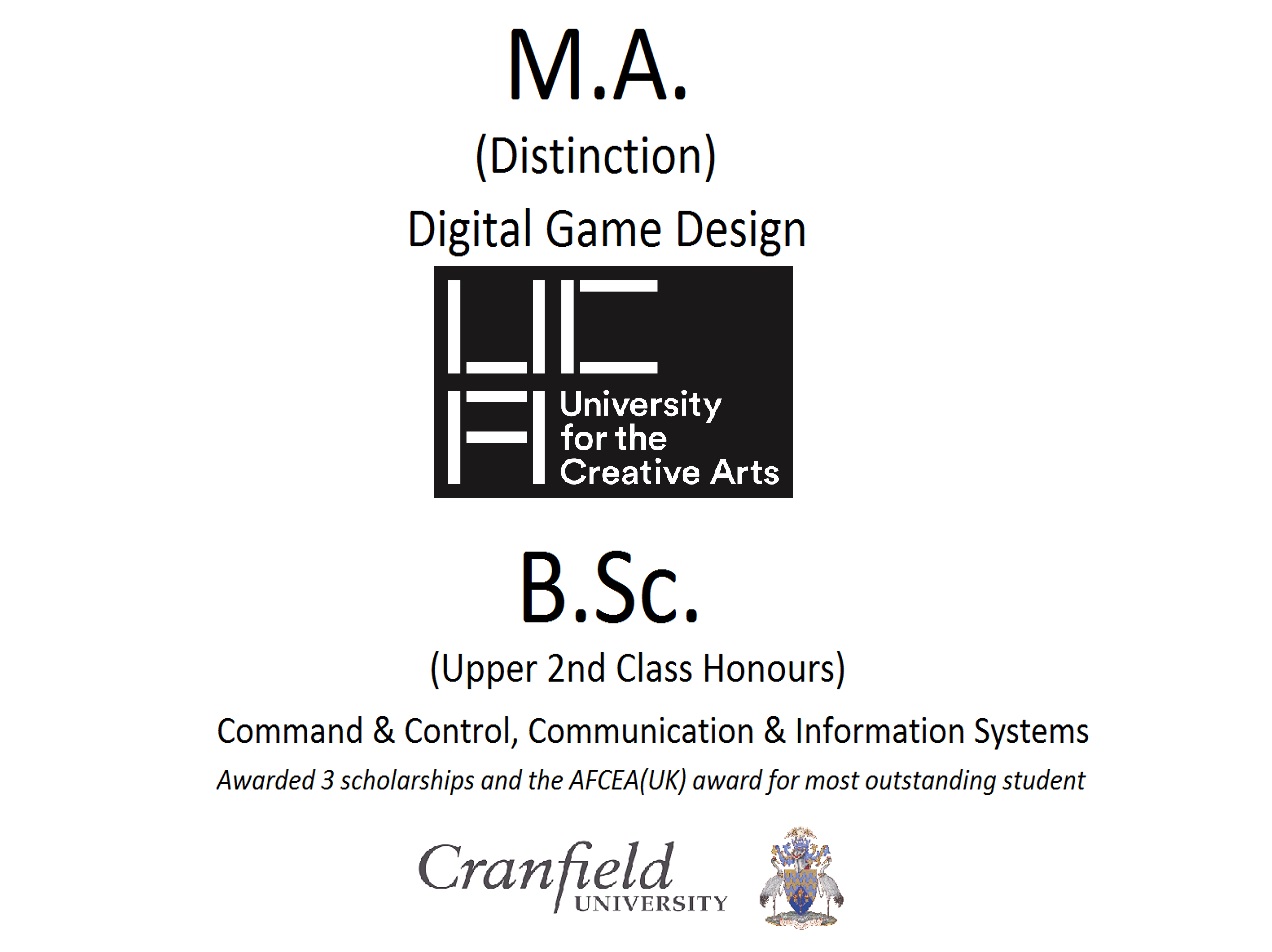 M.A.
(Distinction)
Digital Game Design
UC
A
University
for the
Creative Arts
B.Sc.
(Upper 2nd Class Honours)
Command & Control, Communication & Information Systems
Awarded 3 scholarships and the AFCEA(UK) award for most outstanding student
Cranfield
UNIVERSITY